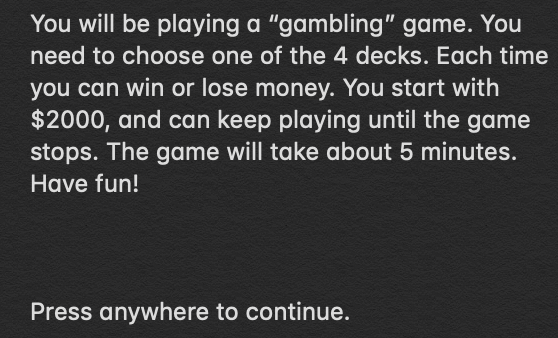 You will be playing a “gambling” game. You
need to choose one of the 4 decks. Each time
you can win or lose money. You start with
$2000, and can keep playing until the game
stops. The game will take about 5 minutes.
Have fun!
Press anywhere to continue.